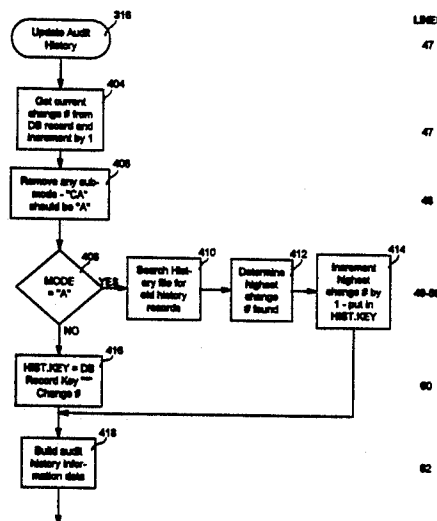 LINES
316
Update Audit
History
47
404
Get current
change # from
DB record and
increment by 1
47
406
Remove any sub-
mode - "CA"
should be "A"
48
408
MODE
= "A"
YES
NO
410
Search His-
tory file for
old history
records
412
Determine
highest
change
# found
414
Increment
highest
change # by
1 - put in
HIST.KEY
416
HIST.KEY = DB
Record Key
Change #
60
418
Build audit
history infor-
mation data
62